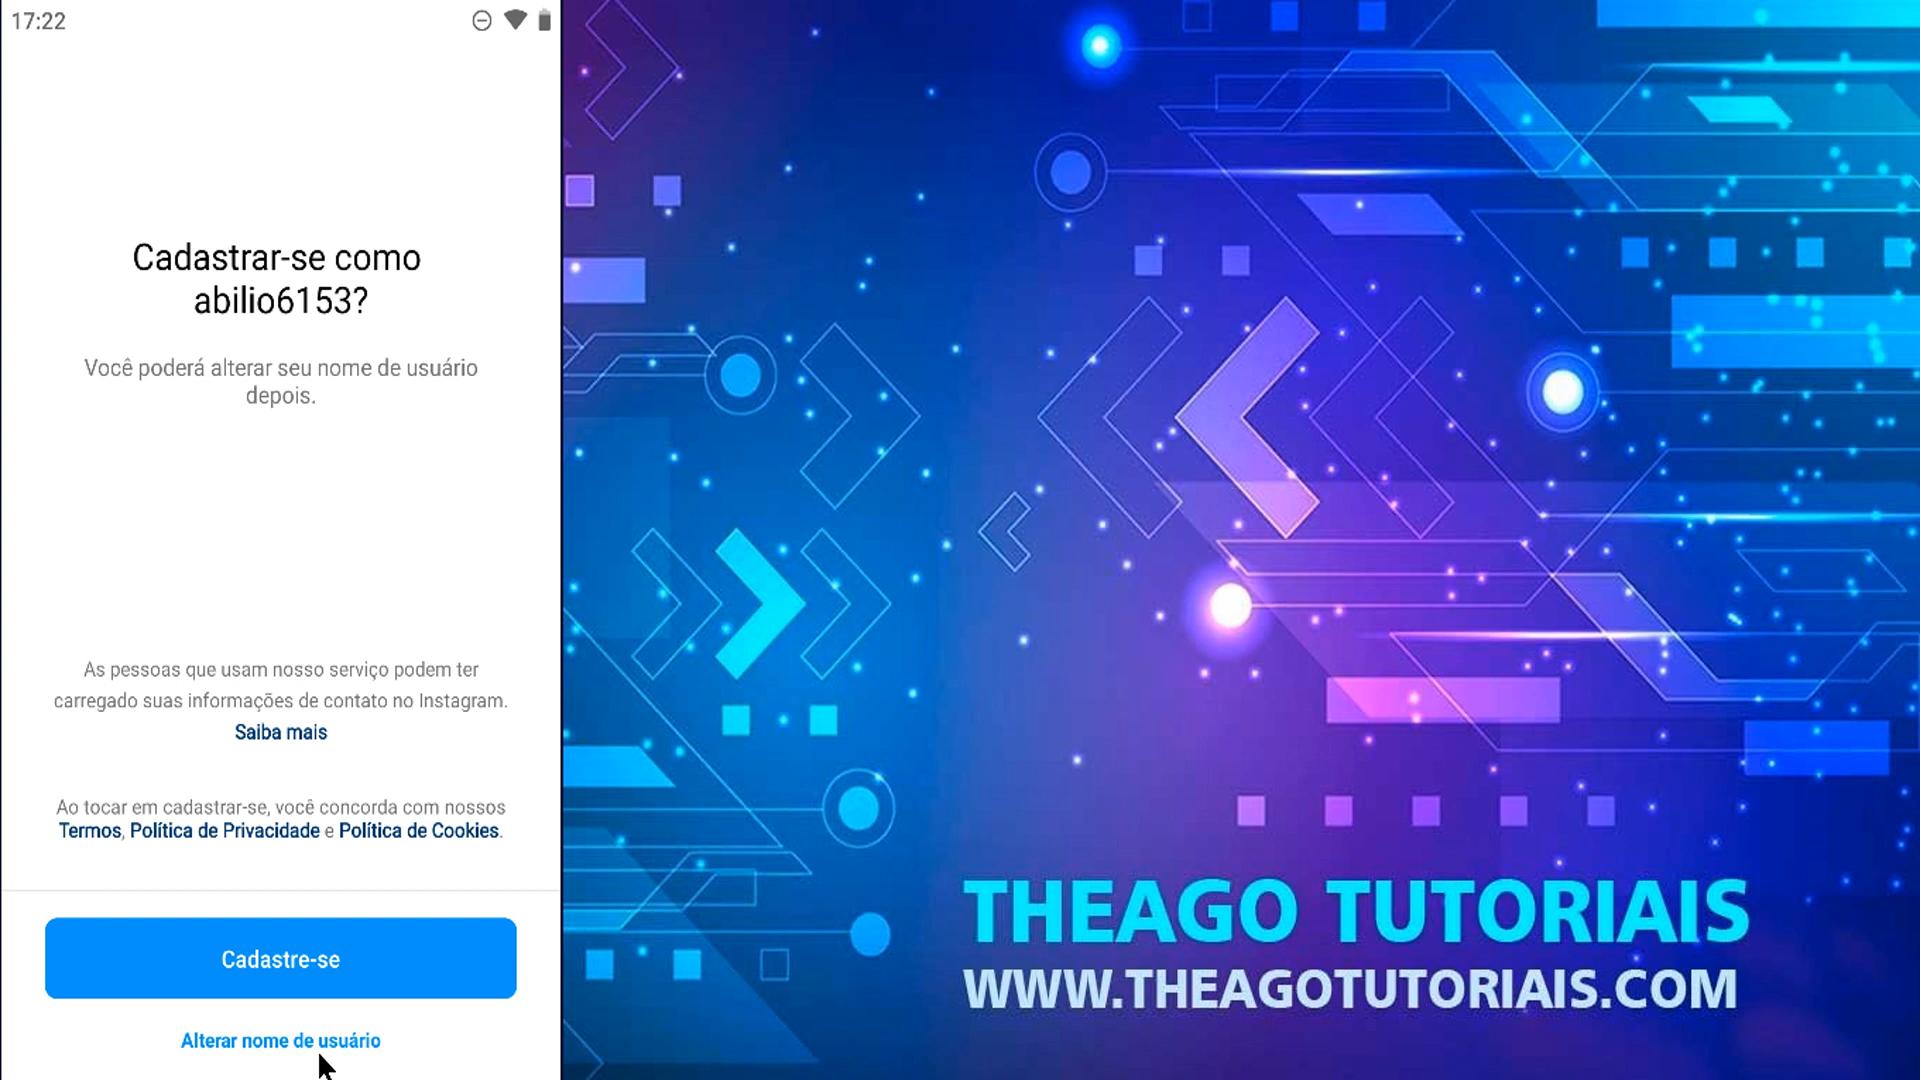 17:22
Cadastrar-se como
abilio6153?
Você poderá alterar seu nome de usuário
depois.
As pessoas que usam nosso serviço podem ter
carregado suas informações de contato no Instagram.
Saiba mais
Ao tocar em cadastrar-se, você concorda com nossos
Termos, Política de Privacidade e Política de Cookies.
Cadastre-se
Alterar nome de usuário
THEAGO TUTORIAIS
WWW.THEAGOTUTORIAIS.COM